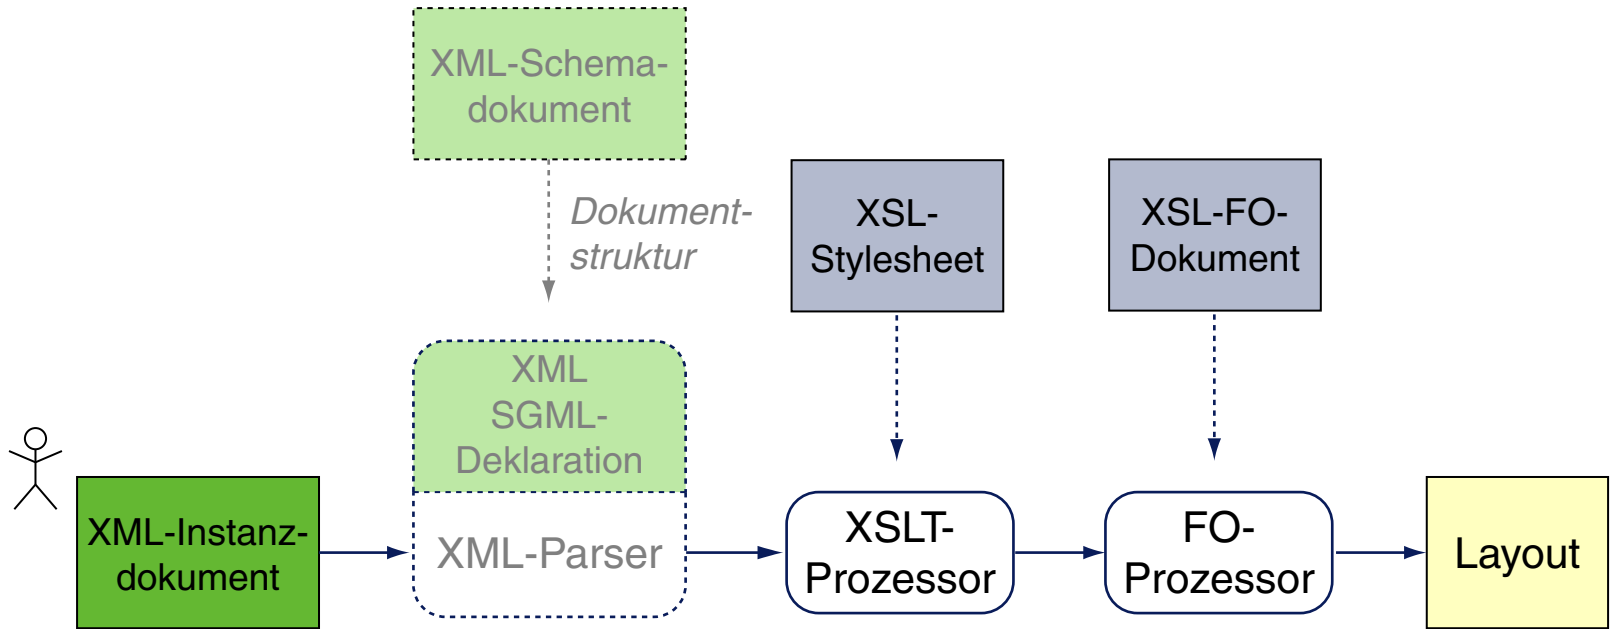 XML-Schema-
dokument
Dokument-
struktur
XSL-
Stylesheet
XSL-FO-
Dokument
XML
SGML-
Deklaration
XML-Instanz-
dokument
XML-Parser
XSLT-
Prozessor
FO-
Prozessor
Layout